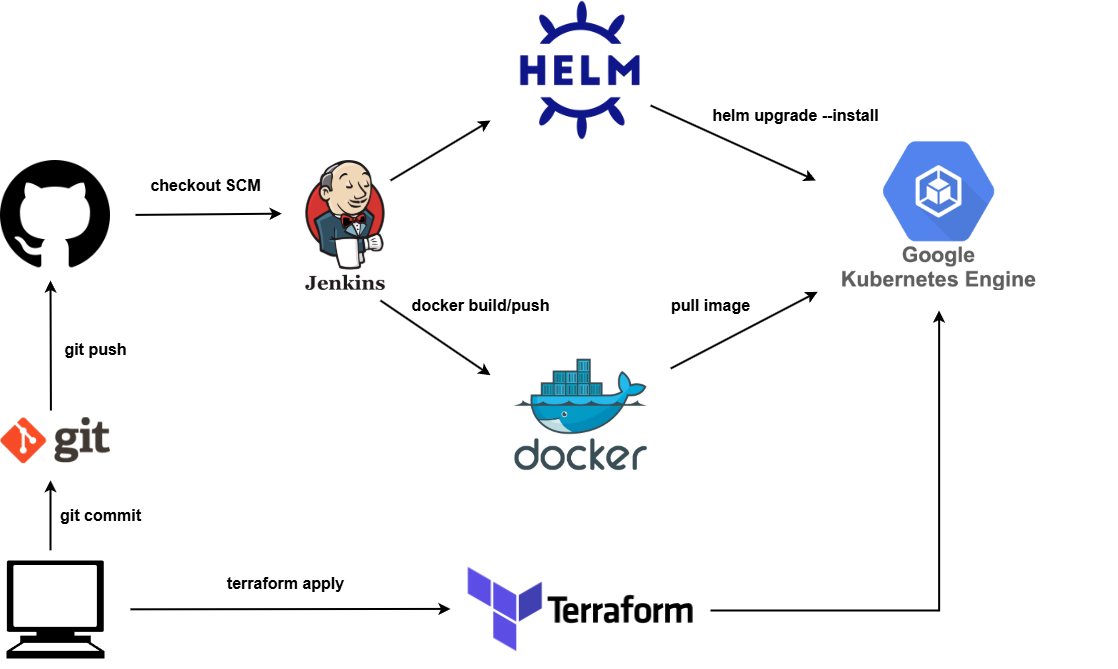 HELM
helm upgrade --install
checkout SCM
Jenkins
Google
Kubernetes Engine
docker build/push
pull image
git push
git
docker
git commit
terraform apply
Terraform